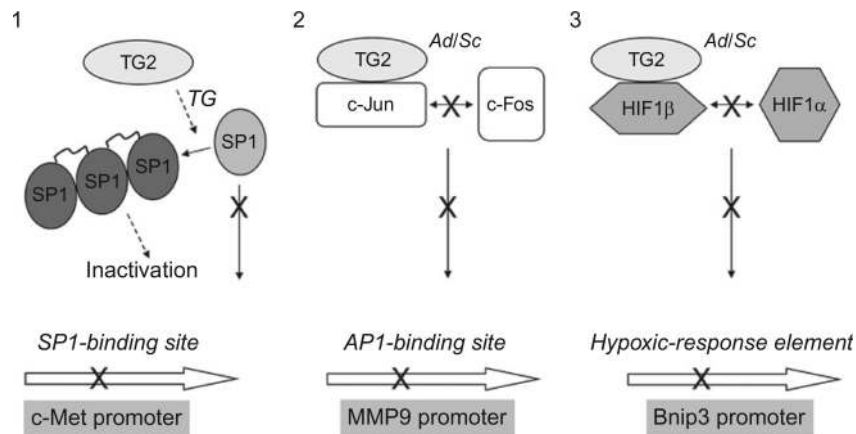 1
TG2
TG
SP1
SP1
SP1
SP1
Inactivation
X
SP1-binding site
X
c-Met promoter
2
Ad/Sc
TG2
c-Jun
X
c-Fos
X
AP1-binding site
X
MMP9 promoter
3
Ad/Sc
TG2
HIF1β
X
HIF1α
X
Hypoxic-response element
X
Bnip3 promoter